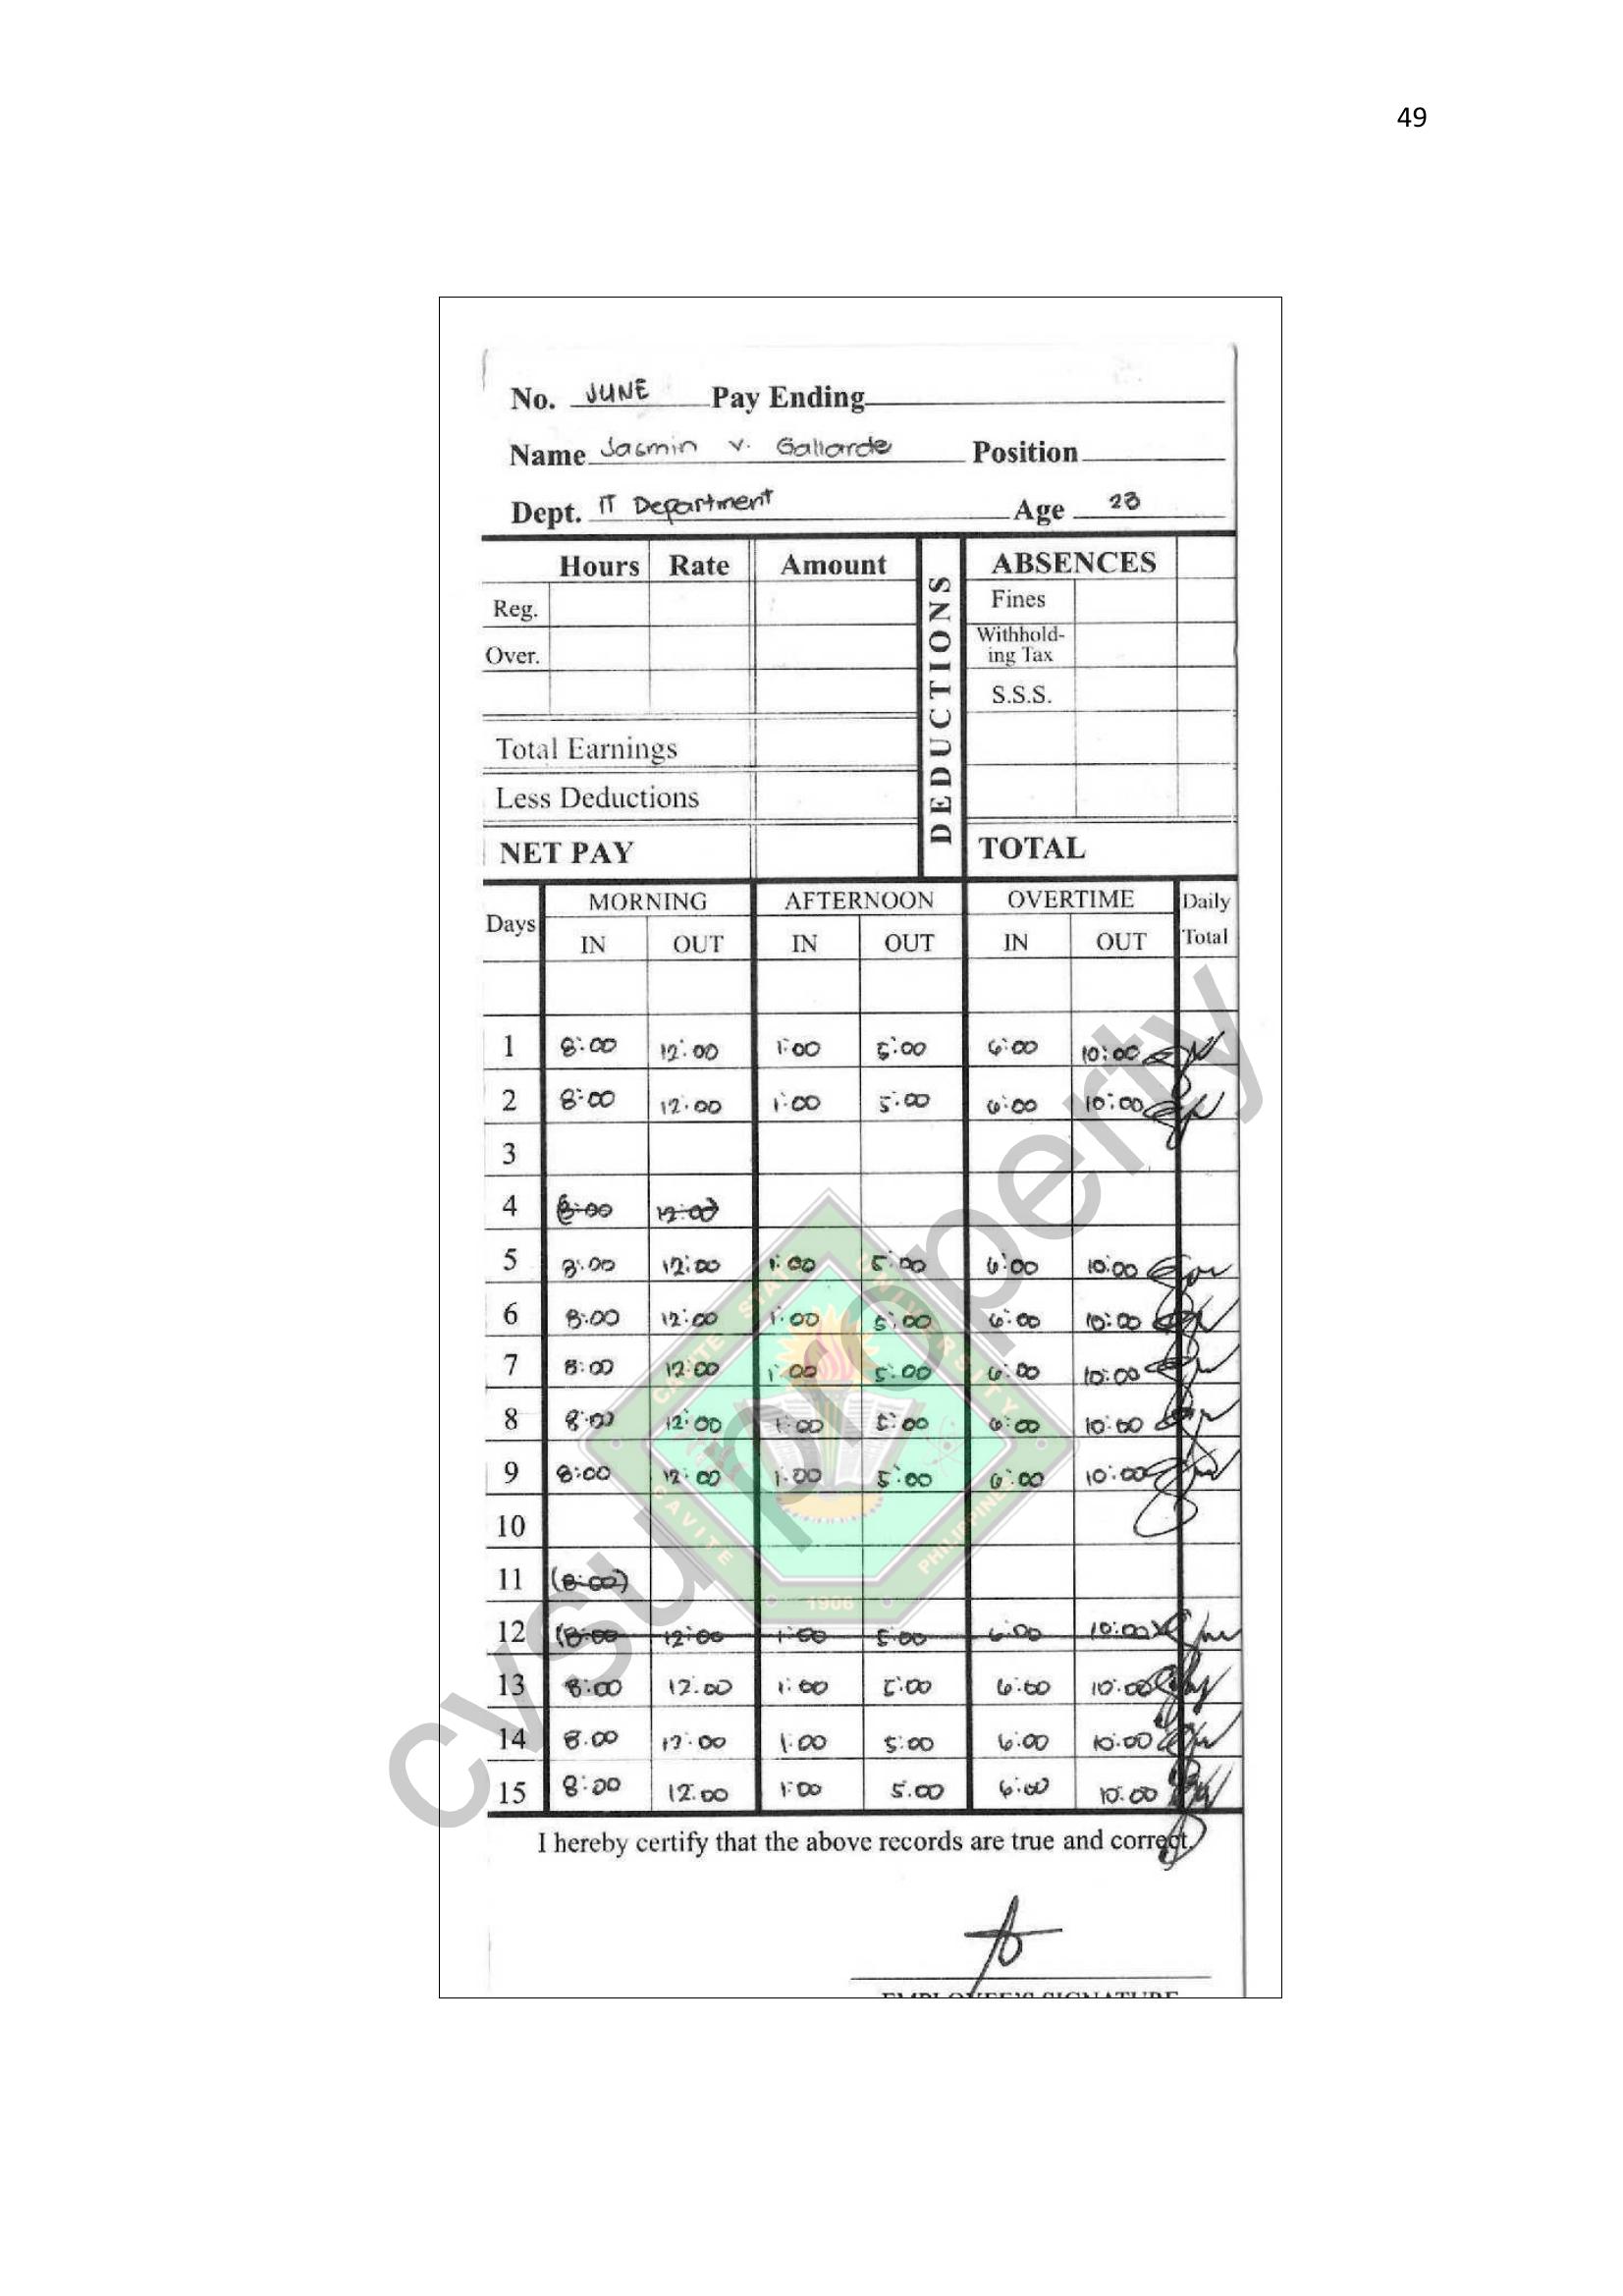 49
No. JUNE Pay Ending
Name Jasmin V. Gallarde Position
Dept. IT Department Age 23
Hours Rate Amount DEDUCTIONS ABSENCES
Reg. Fines
Over. Withhold-
ing Tax
S.S.S.
Total Earnings
Less Deductions
NET PAY TOTAL
Days MORNING AFTERNOON OVERTIME Daily
IN OUT IN OUT IN OUT Total
1 8:00 12:00 1:00 5:00 6:00 10:00
2 8:00 12:00 1:00 5:00 6:00 10:00
3
4 8:00 12:00
5 8:00 12:00 1:00 5:00 6:00 10:00
6 8:00 12:00 1:00 5:00 6:00 10:00
7 8:00 12:00 1:00 5:00 6:00 10:00
8 8:00 12:00 1:00 5:00 6:00 10:00
9 8:00 12:00 1:00 5:00 6:00 10:00
10
11 (8:00)
12 (8:00 12:00 1:00 5:00 6:00 10:00)
13 8:00 12:00 1:00 5:00 6:00 10:00
14 8:00 12:00 1:00 5:00 6:00 10:00
15 8:00 12:00 1:00 5:00 6:00 10:00
I hereby certify that the above records are true and correct.
EMPLOYEE'S SIGNATURE
CAVITE STATE UNIVERSITY
CAVITE PHILIPPINES
1906
cvsu property